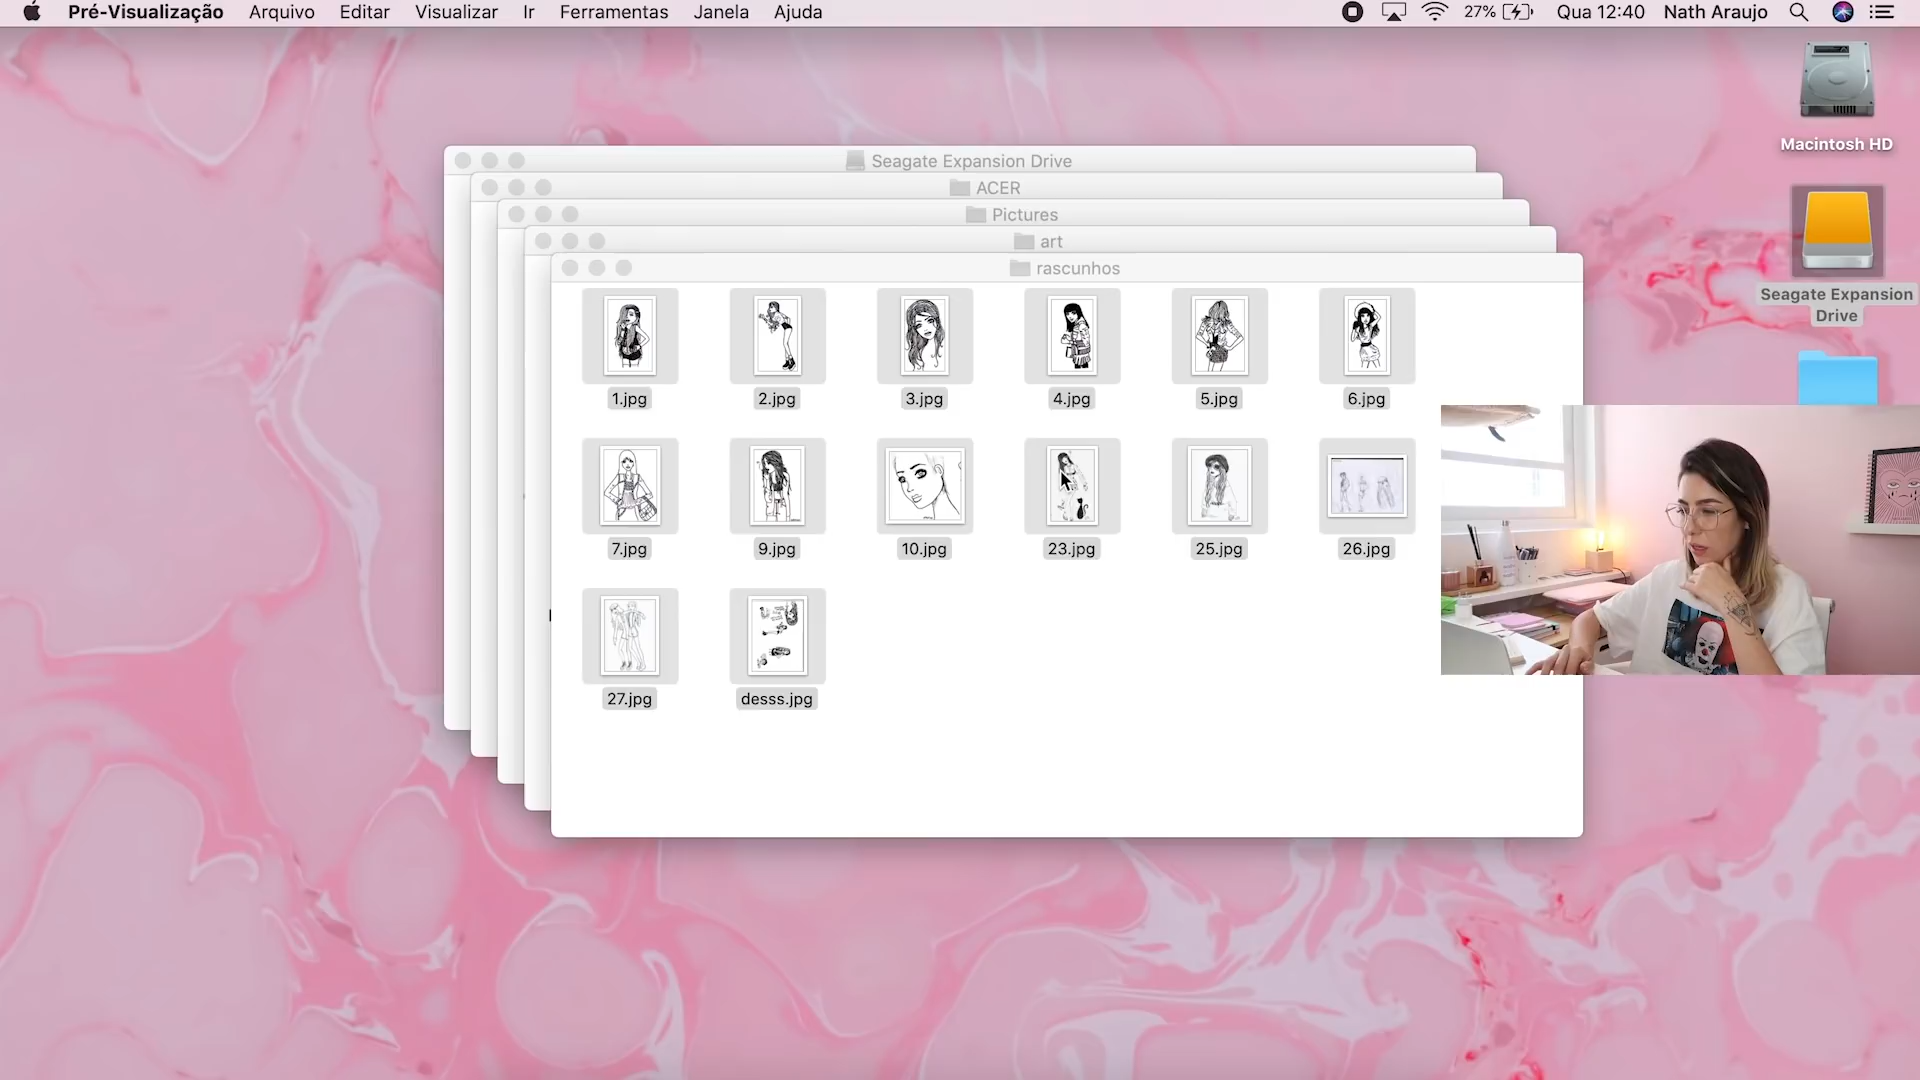 Pré-Visualização Arquivo Editar Visualizar Ir Ferramentas Janela Ajuda 27% Qua 12:40 Nath Araujo
Macintosh HD
Seagate Expansion Drive
ACER
Pictures
art
rascunhos
Seagate Expansion
Drive
1.jpg 2.jpg 3.jpg 4.jpg 5.jpg 6.jpg
7.jpg 9.jpg 10.jpg 23.jpg 25.jpg 26.jpg
27.jpg desss.jpg